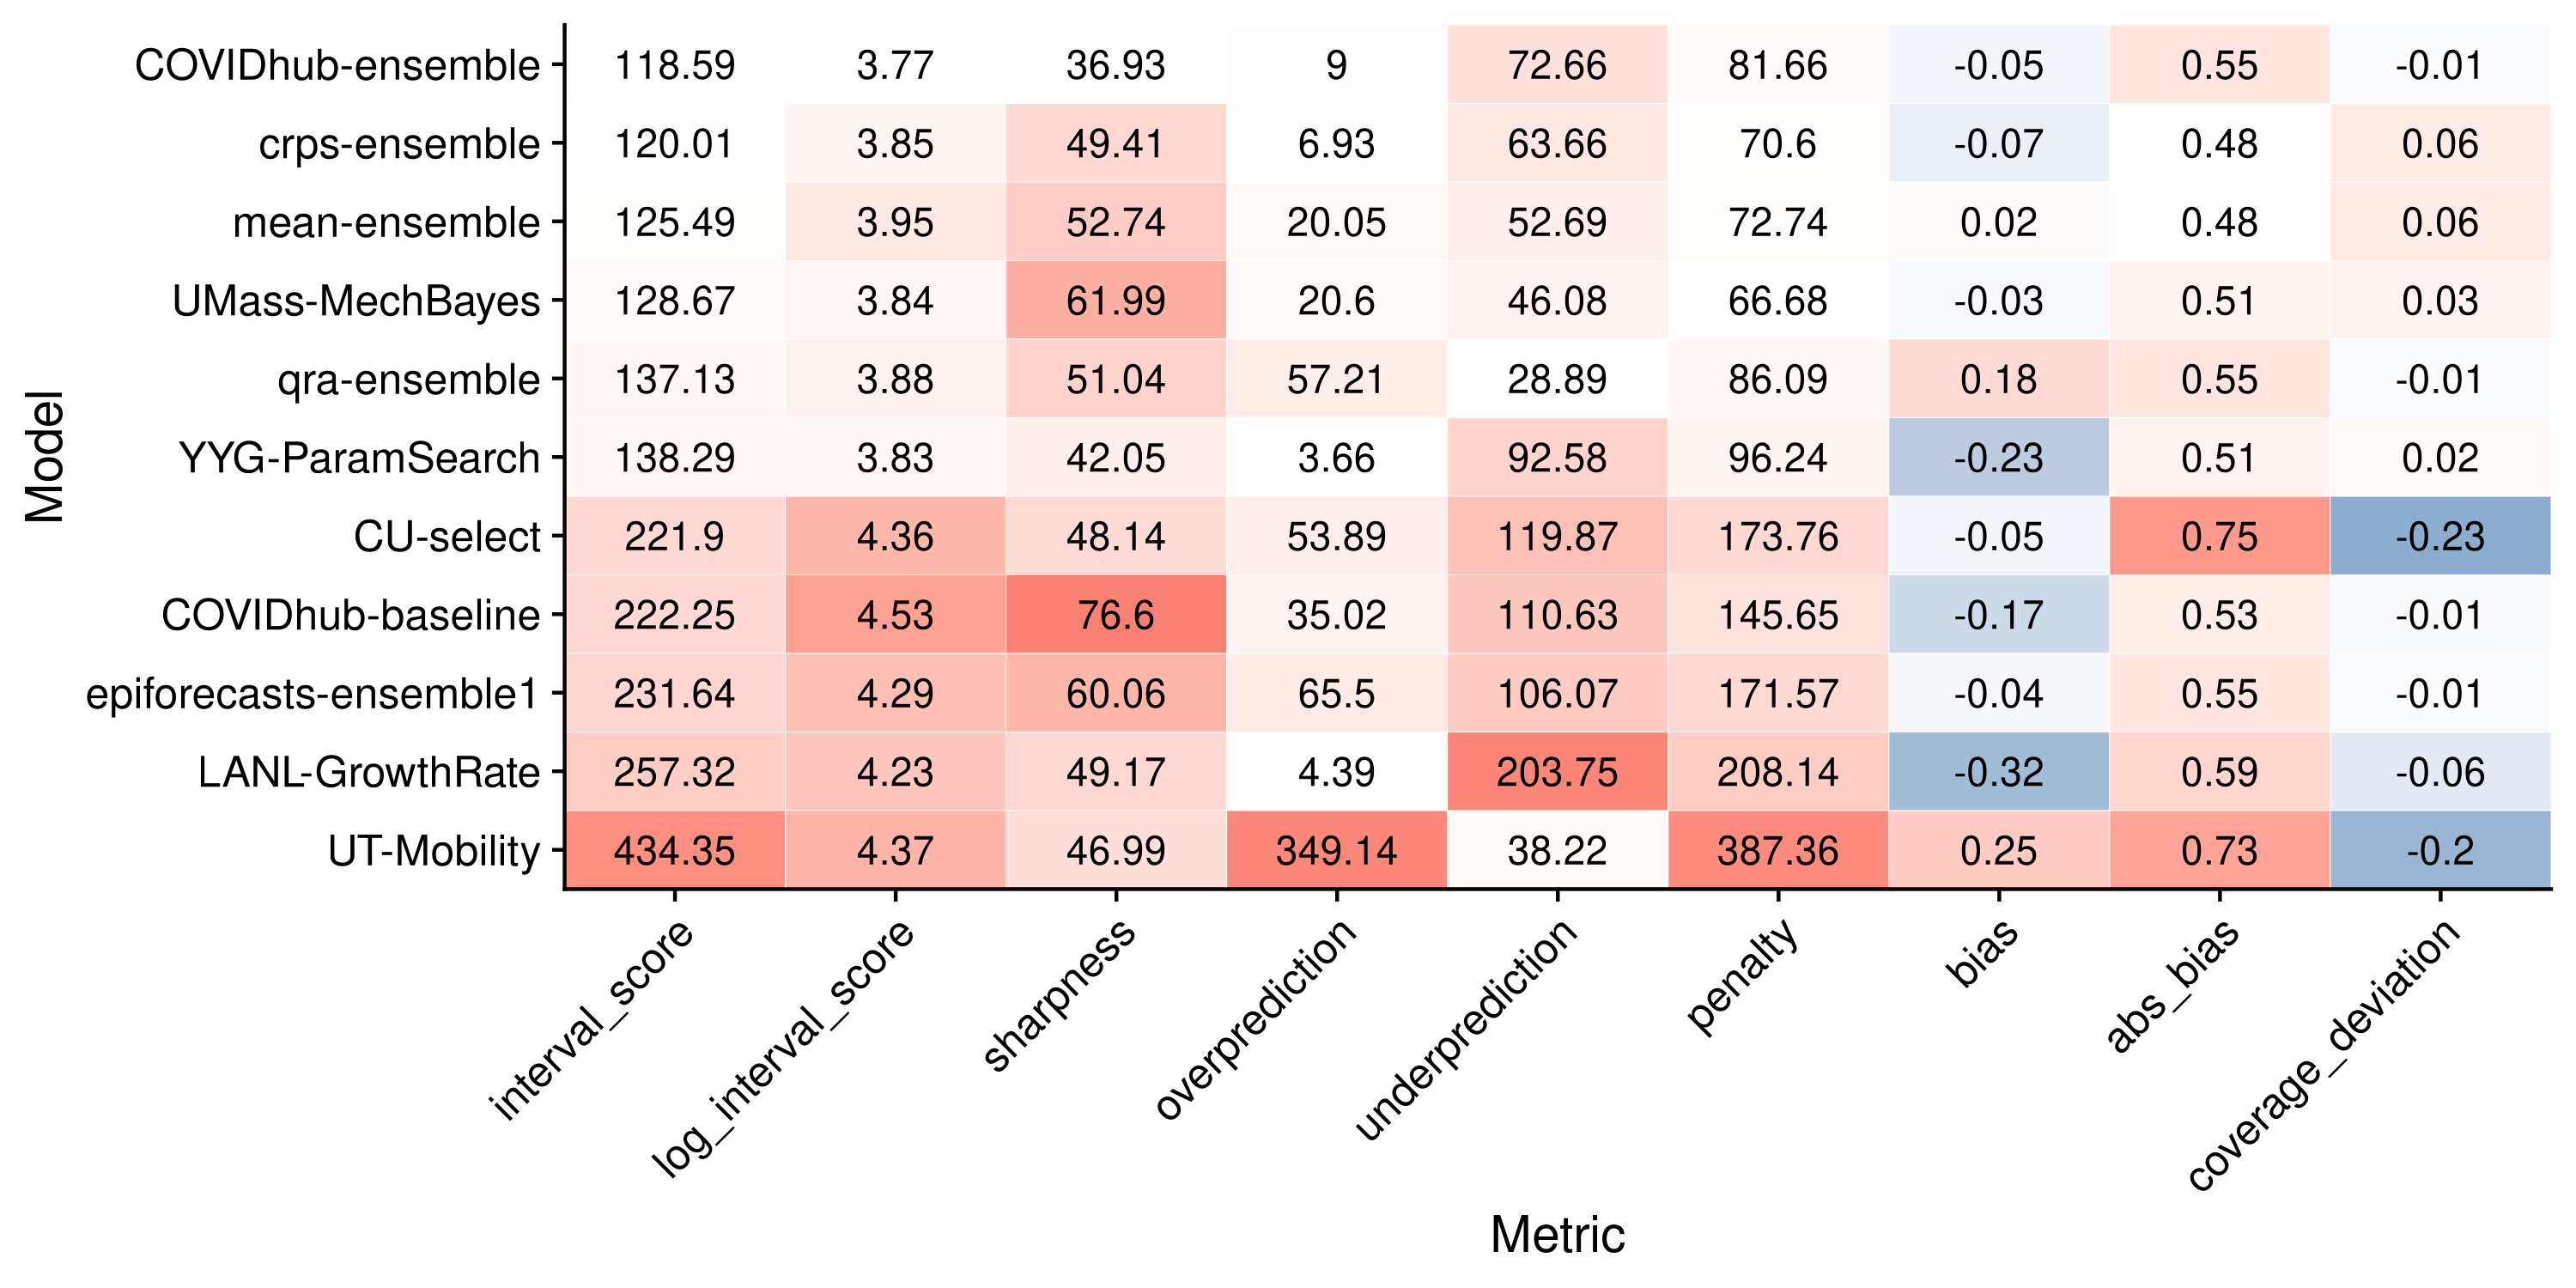 Model
COVIDhub-ensemble 118.59 3.77 36.93 9 72.66 81.66 -0.05 0.55 -0.01
crps-ensemble 120.01 3.85 49.41 6.93 63.66 70.6 -0.07 0.48 0.06
mean-ensemble 125.49 3.95 52.74 20.05 52.69 72.74 0.02 0.48 0.06
UMass-MechBayes 128.67 3.84 61.99 20.6 46.08 66.68 -0.03 0.51 0.03
qra-ensemble 137.13 3.88 51.04 57.21 28.89 86.09 0.18 0.55 -0.01
YYG-ParamSearch 138.29 3.83 42.05 3.66 92.58 96.24 -0.23 0.51 0.02
CU-select 221.9 4.36 48.14 53.89 119.87 173.76 -0.05 0.75 -0.23
COVIDhub-baseline 222.25 4.53 76.6 35.02 110.63 145.65 -0.17 0.53 -0.01
epiforecasts-ensemble1 231.64 4.29 60.06 65.5 106.07 171.57 -0.04 0.55 -0.01
LANL-GrowthRate 257.32 4.23 49.17 4.39 203.75 208.14 -0.32 0.59 -0.06
UT-Mobility 434.35 4.37 46.99 349.14 38.22 387.36 0.25 0.73 -0.2
interval_score log_interval_score sharpness overprediction underprediction penalty bias abs_bias coverage_deviation
Metric